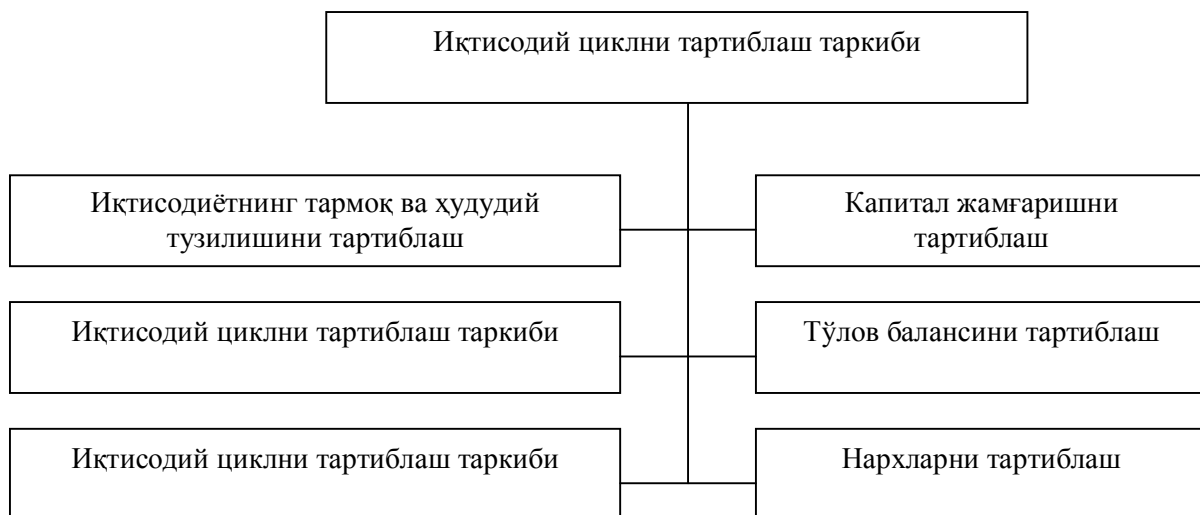 Иқтисодий циклни тартиблаш таркиби
Иқтисодиётнинг тармоқ ва ҳудудий
тузилишини тартиблаш
Капитал жамғаришни
тартиблаш
Иқтисодий циклни тартиблаш таркиби
Тўлов балансини тартиблаш
Иқтисодий циклни тартиблаш таркиби
Нархларни тартиблаш